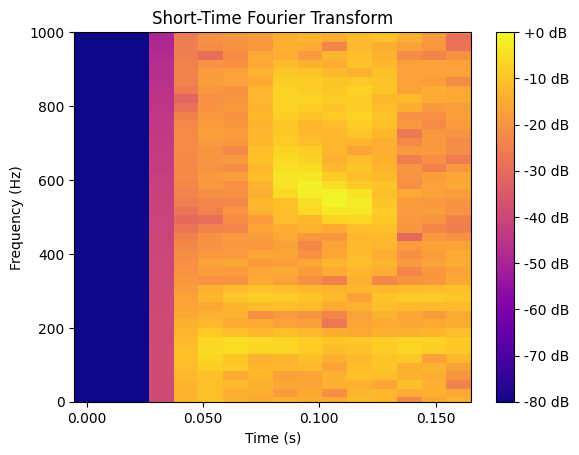 Short-Time Fourier Transform
1000
800
600
400
200
0
Frequency (Hz)
0.000
0.050
0.100
0.150
Time (s)
+0 dB
-10 dB
-20 dB
-30 dB
-40 dB
-50 dB
-60 dB
-70 dB
-80 dB